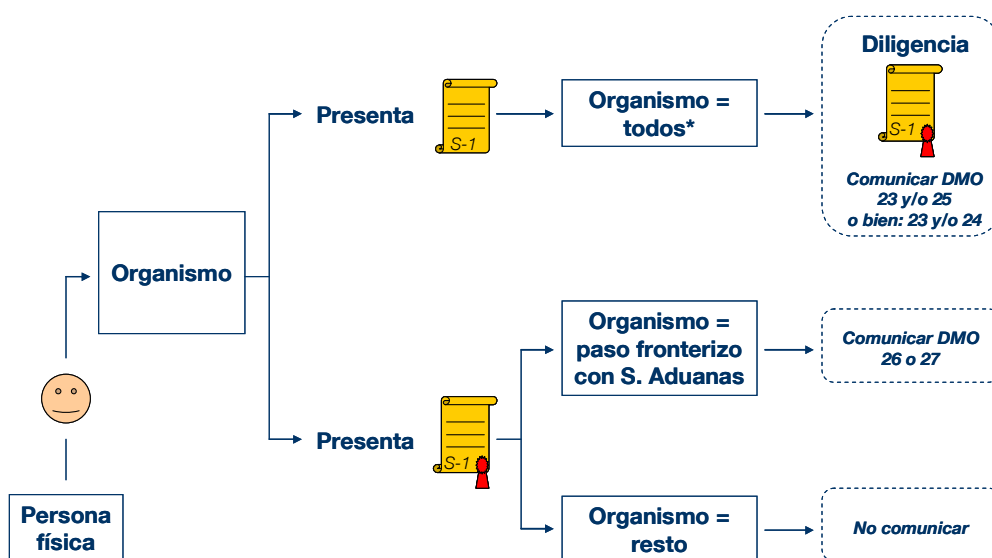 Diligencia
S-1
Comunicar DMO
23 y/o 25
o bien: 23 y/o 24
Presenta
S-1
Organismo =
todos*
Organismo
Organismo =
paso fronterizo
con S. Aduanas
Comunicar DMO
26 o 27
Presenta
S-1
Organismo =
resto
No comunicar
Persona
física